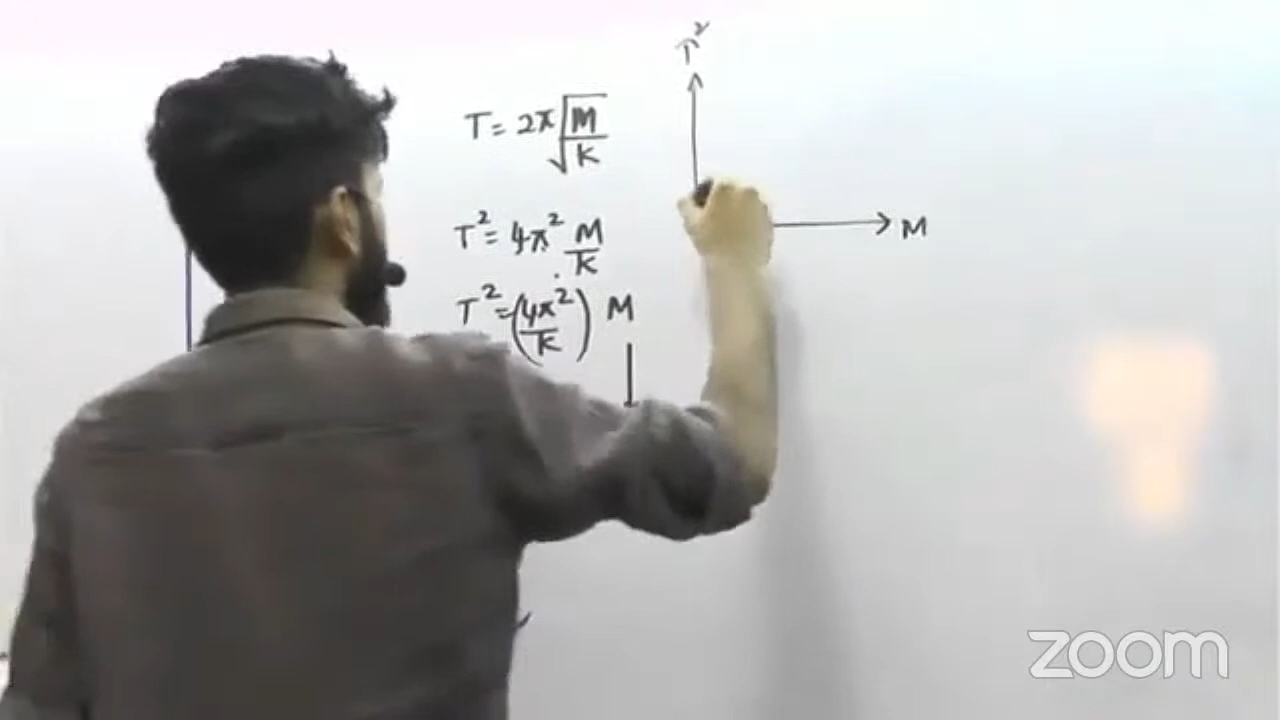 T = 2π√(M/K)
T² = 4π² M/K
T² = (4π²/K) M
T²
M
zoom